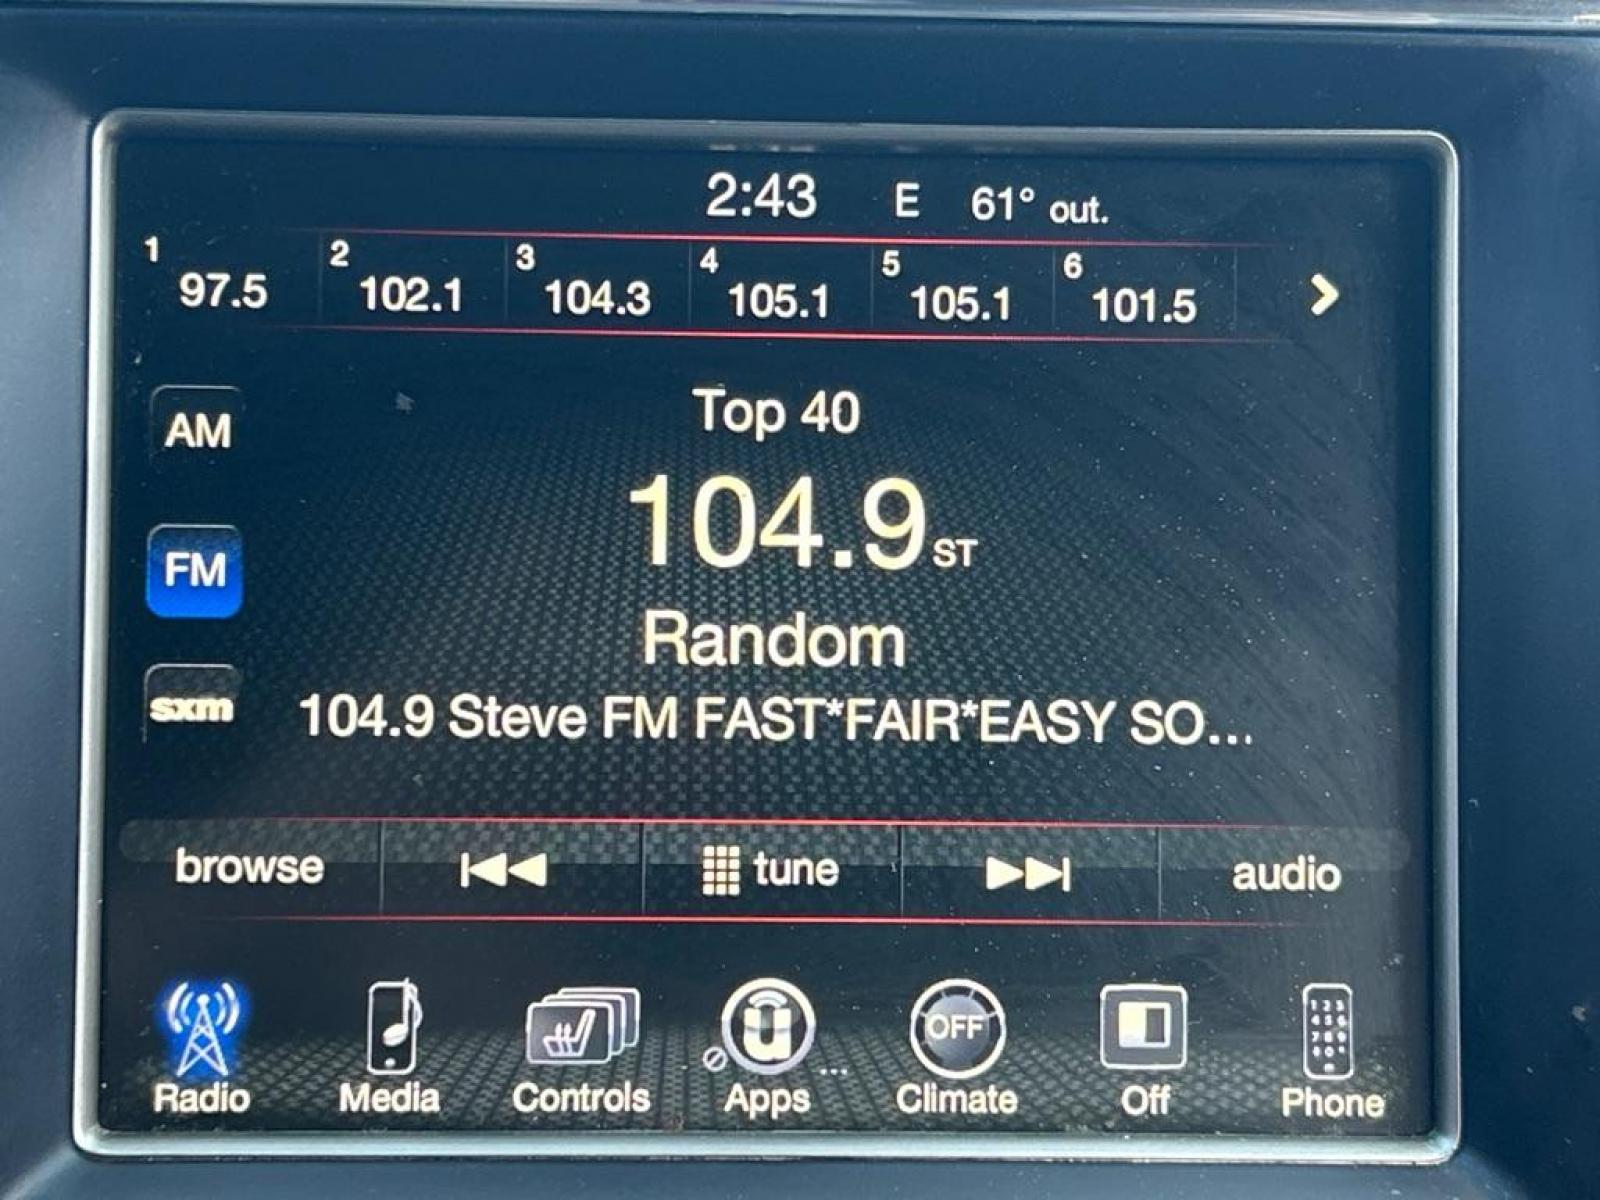 2:43 E 61° out.
1 97.5 2 102.1 3 104.3 4 105.1 5 105.1 6 101.5
AM
Top 40
104.9 ST
FM
Random
sxm
104.9 Steve FM FAST*FAIR*EASY SO...
browse tune audio
OFF
Radio Media Controls Apps Climate Off Phone